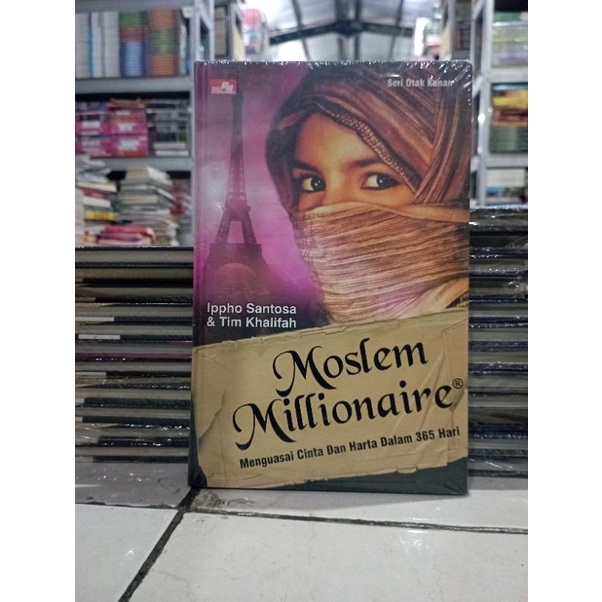 Seri Otak Kanan
Ippho Santosa
& Tim Khalifah
Moslem
Millionaire®
Menguasai Cinta Dan Harta Dalam 365 Hari